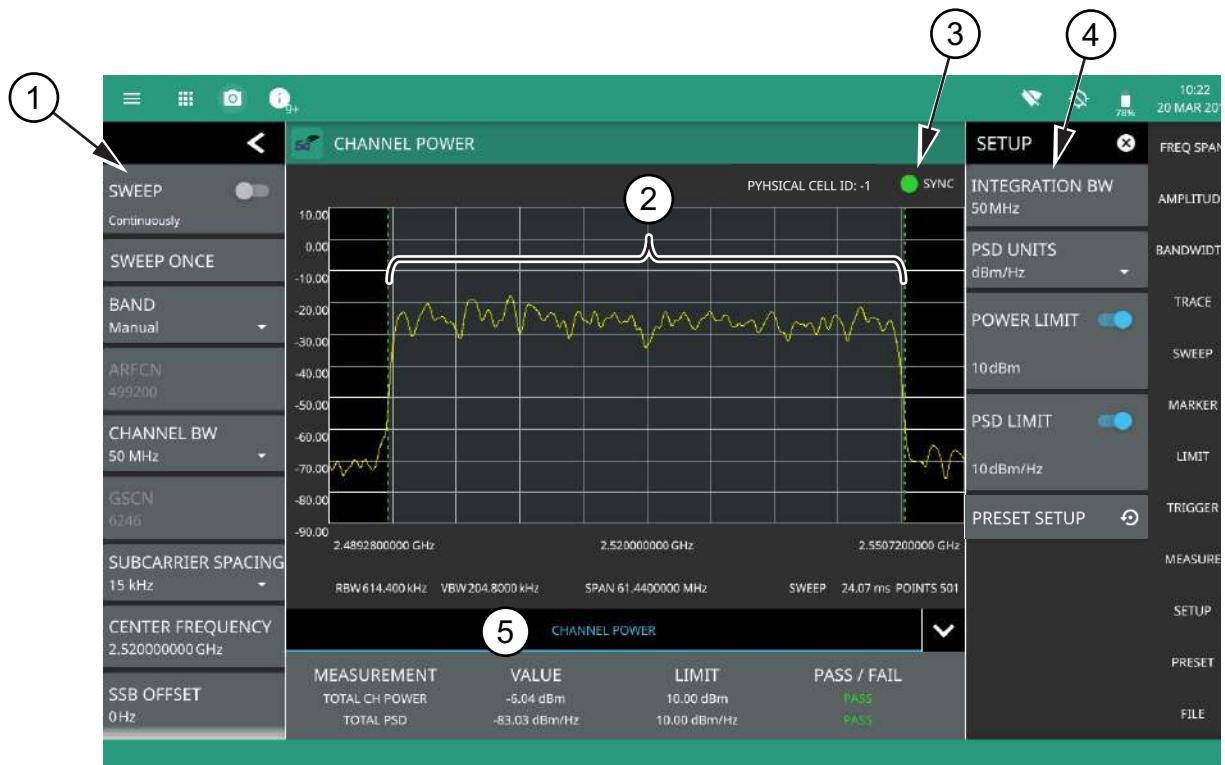 3
4
1
9+
78%
10:22
20 MAR 201
5G
CHANNEL POWER
SETUP
FREQ SPAN
SWEEP
Continuously
PYHSICAL CELL ID: -1
SYNC
INTEGRATION BW
50 MHz
AMPLITUD
2
SWEEP ONCE
PSD UNITS
dBm/Hz
BANDWIDT
10.00
0.00
-10.00
-20.00
-30.00
-40.00
-50.00
-60.00
-70.00
-80.00
-90.00
BAND
Manual
POWER LIMIT
10 dBm
TRACE
ARFCN
499200
SWEEP
CHANNEL BW
50 MHz
PSD LIMIT
10 dBm/Hz
MARKER
LIMIT
GSCN
6246
PRESET SETUP
TRIGGER
2.4892800000 GHz
2.520000000 GHz
2.5507200000 GHz
SUBCARRIER SPACING
15 kHz
RBW 614.400 kHz VBW 204.8000 kHz SPAN 61.4400000 MHz SWEEP 24.07 ms POINTS 501
MEASURE
CENTER FREQUENCY
2.520000000 GHz
5
CHANNEL POWER
SETUP
SSB OFFSET
0 Hz
MEASUREMENT VALUE LIMIT PASS / FAIL
TOTAL CH POWER -6.04 dBm 10.00 dBm PASS
TOTAL PSD -83.03 dBm/Hz 10.00 dBm/Hz PASS
PRESET
FILE